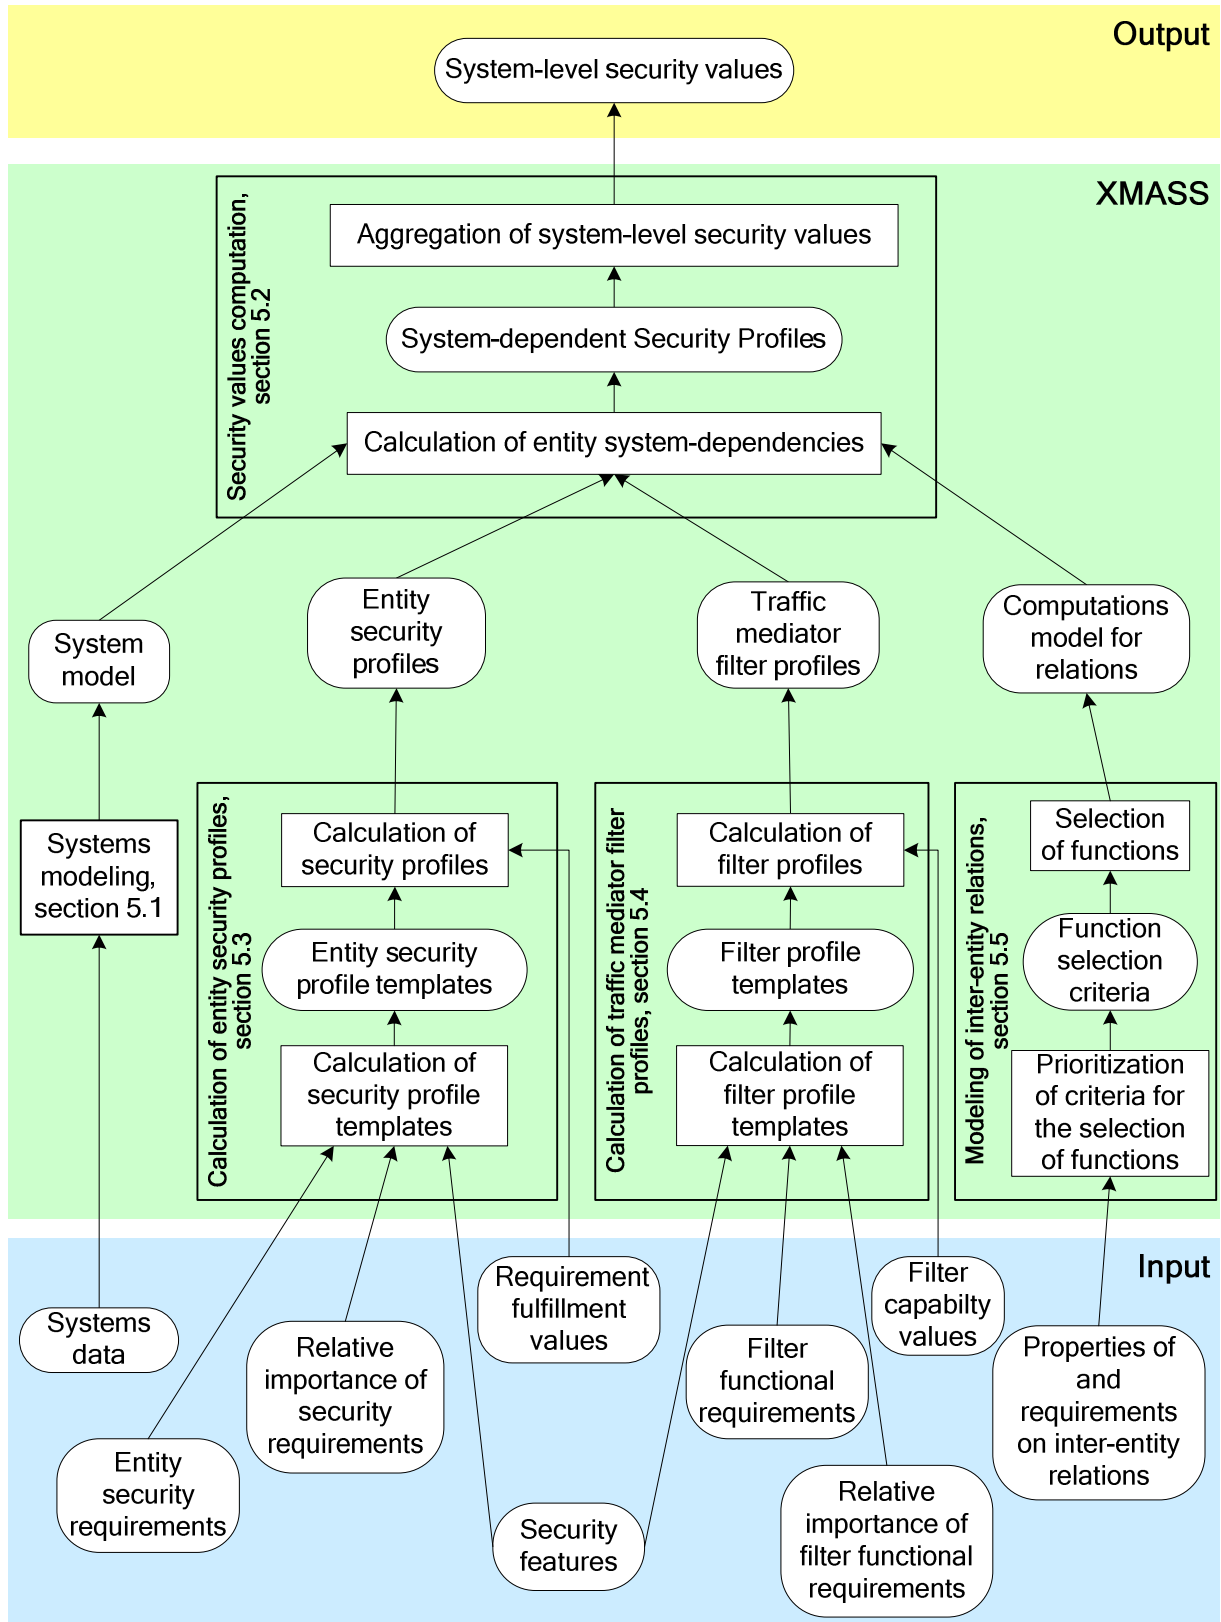 Output
System-level security values
XMASS
Security values computation,
section 5.2
Aggregation of system-level security values
System-dependent Security Profiles
Calculation of entity system-dependencies
System
model
Entity
security
profiles
Traffic
mediator
filter profiles
Computations
model for
relations
Systems
modeling,
section 5.1
Calculation of entity security profiles,
section 5.3
Calculation of
security profiles
Entity security
profile templates
Calculation of
security profile
templates
Calculation of traffic mediator filter
profiles, section 5.4
Calculation of
filter profiles
Filter profile
templates
Calculation of
filter profile
templates
Modeling of inter-entity relations,
section 5.5
Selection
of functions
Function
selection
criteria
Prioritization
of criteria for
the selection
of functions
Input
Systems
data
Entity
security
requirements
Relative
importance of
security
requirements
Requirement
fulfillment
values
Security
features
Filter
functional
requirements
Relative
importance of
filter functional
requirements
Filter
capabilty
values
Properties of
and
requirements
on inter-entity
relations